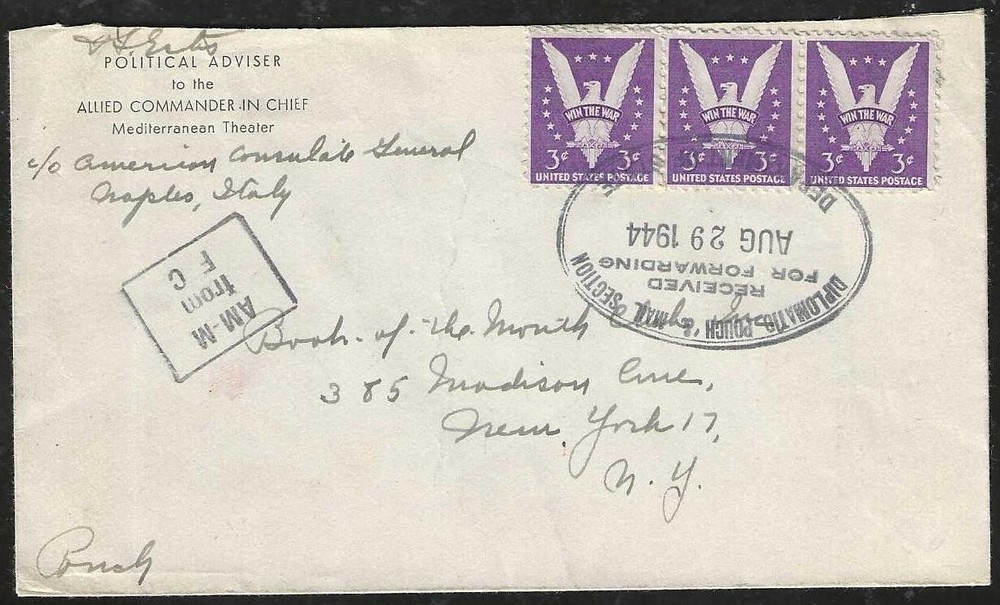 POLITICAL ADVISER
to the
ALLIED COMMANDER-IN CHIEF
Mediterranean Theater
c/o American Consulate General
Naples, Italy
WIN THE WAR
3¢ 3¢
UNITED STATES POSTAGE
WIN THE WAR
3¢ 3¢
UNITED STATES POSTAGE
WIN THE WAR
3¢ 3¢
UNITED STATES POSTAGE
DIPLOMATIC POUCH & MAIL SECTION
RECEIVED
FOR FORWARDING
AUG 29 1944
AM-M
from
F C
Book-of-the-Month
385 Madison Ave,
New York 17,
N. Y.
Pouch